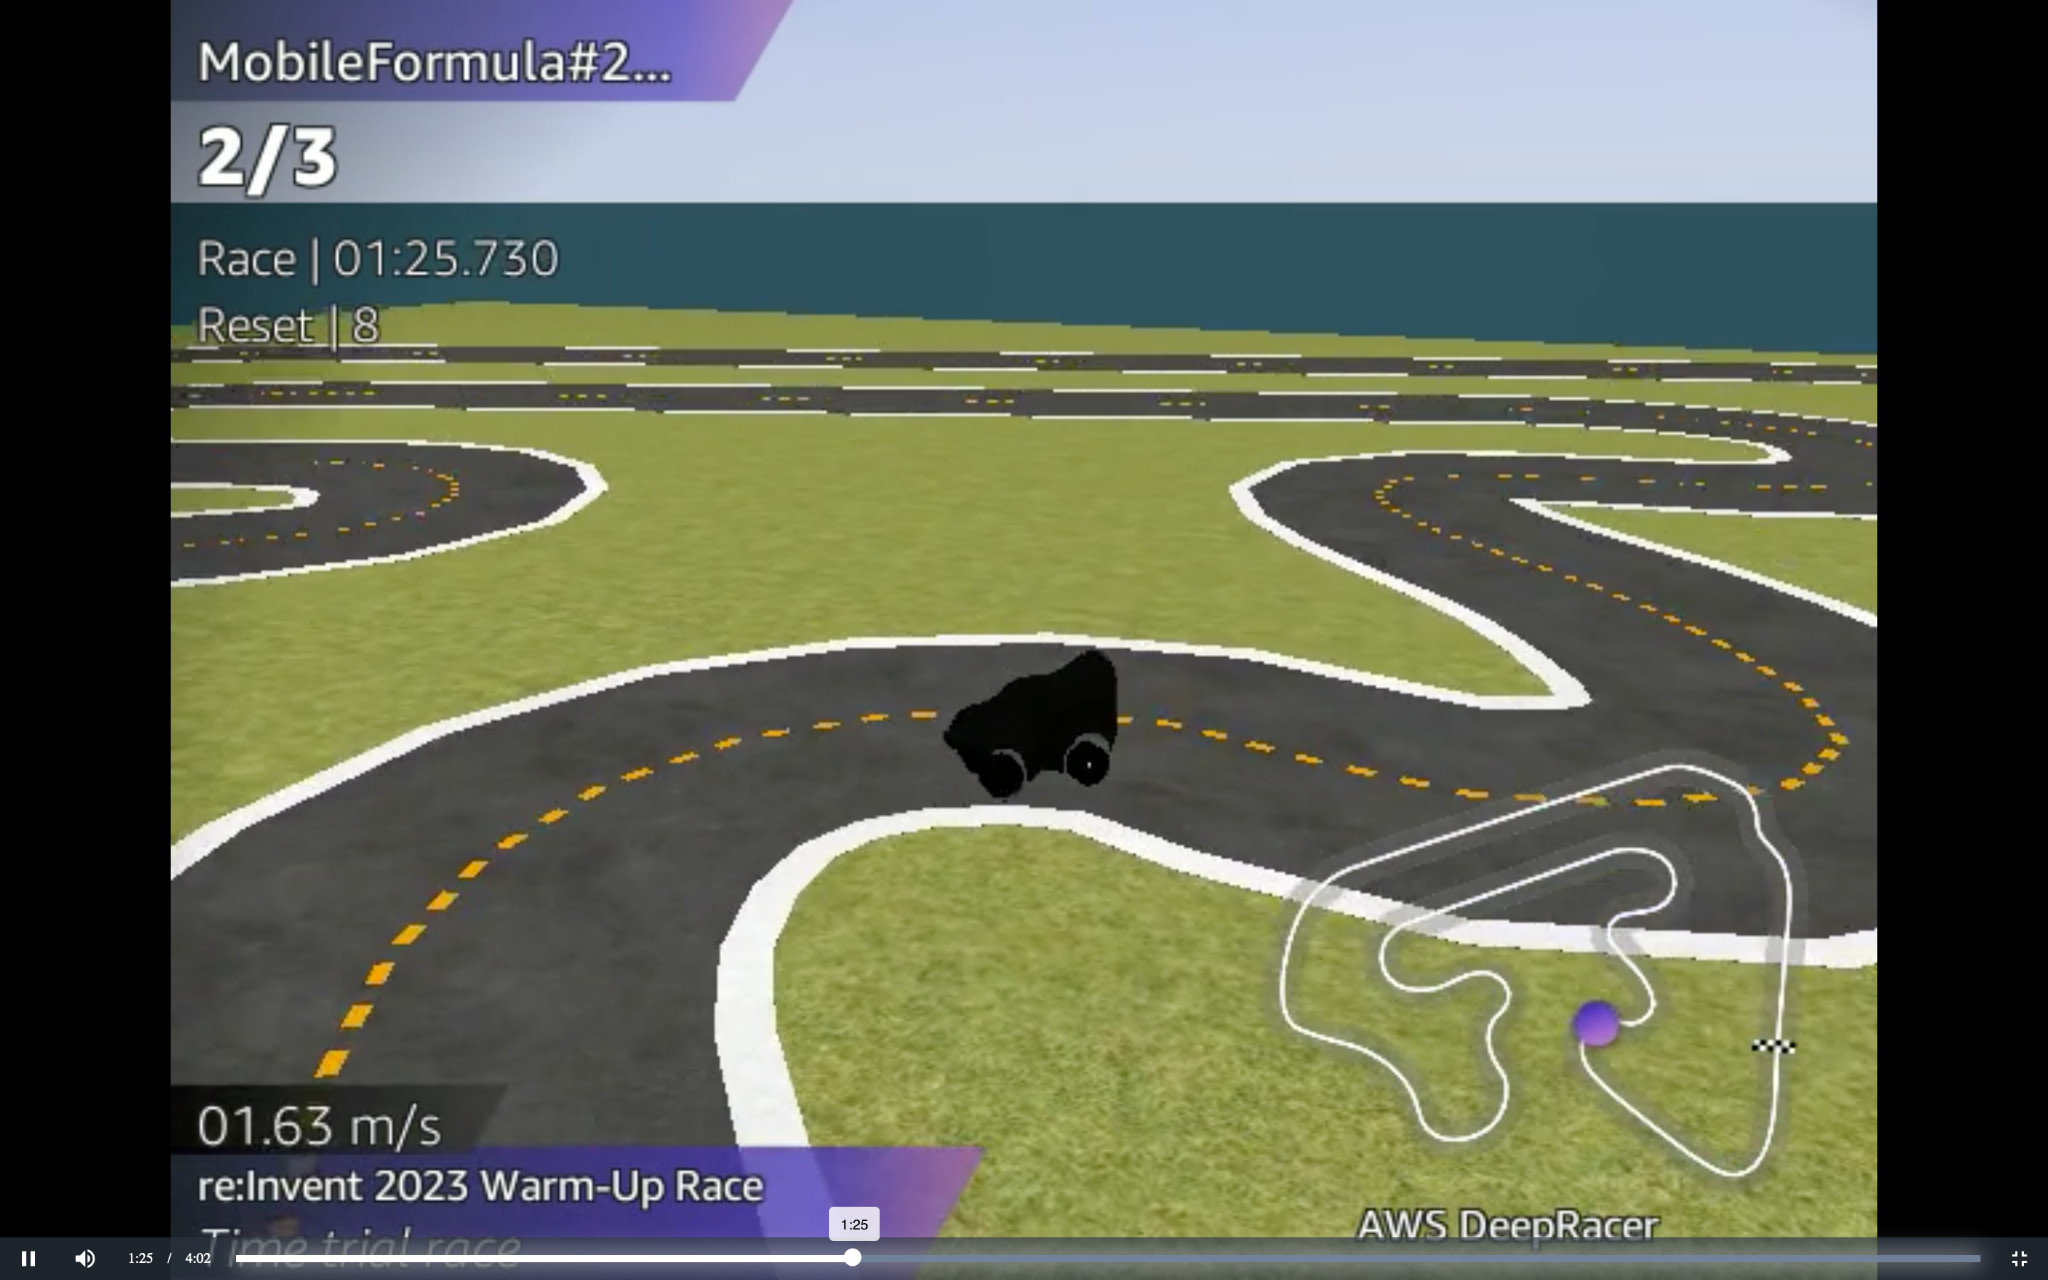 MobileFormula#2...
2/3
Race | 01:25.730
Reset | 8
01.63 m/s
re:Invent 2023 Warm-Up Race
Time trial race
AWS DeepRacer
1:25
1:25 / 4:02